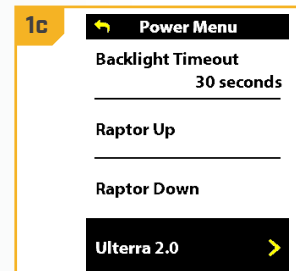 1c
Power Menu
Backlight Timeout
30 seconds
Raptor Up
Raptor Down
Ulterra 2.0